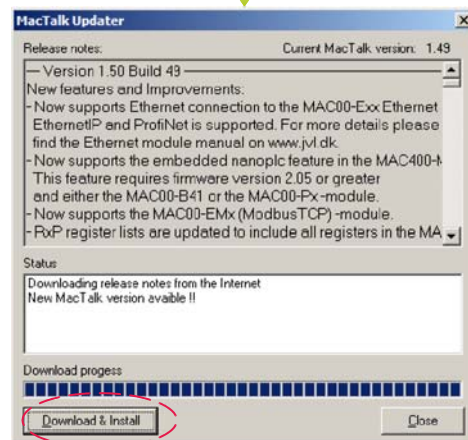 MacTalk Updater
Release notes: Current MacTalk version: 1.49
— Version 1.50 Build 49
New features and Improvements:
- Now supports Ethernet connection to the MAC00-Exx Ethernet
EthernetIP and ProfiNet is supported. For more details please
find the Ethernet module manual on www.jvl.dk.
- Now supports the embedded nanoplc feature in the
This feature requires firmware version 2.05 or greater
and either the MAC00-B41 or the MAC00-Px-module.
- Now supports the MAC00-EMx (ModbusTCP) -module.
- RxP register lists are updated to include all registers in the MA
Status
Downloading release notes from the Internet
New MacTalk version avaible !!
Download progess
Download & Install
Close